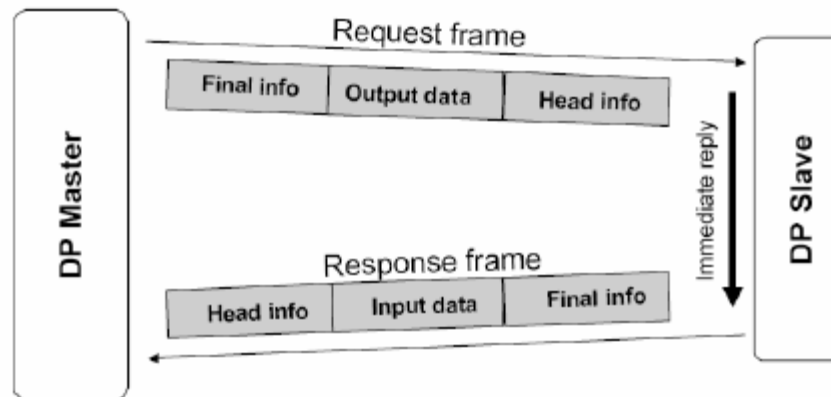 Request frame
Final info
Output data
Head info
DP Master
Immediate reply
DP Slave
Response frame
Head info
Input data
Final info